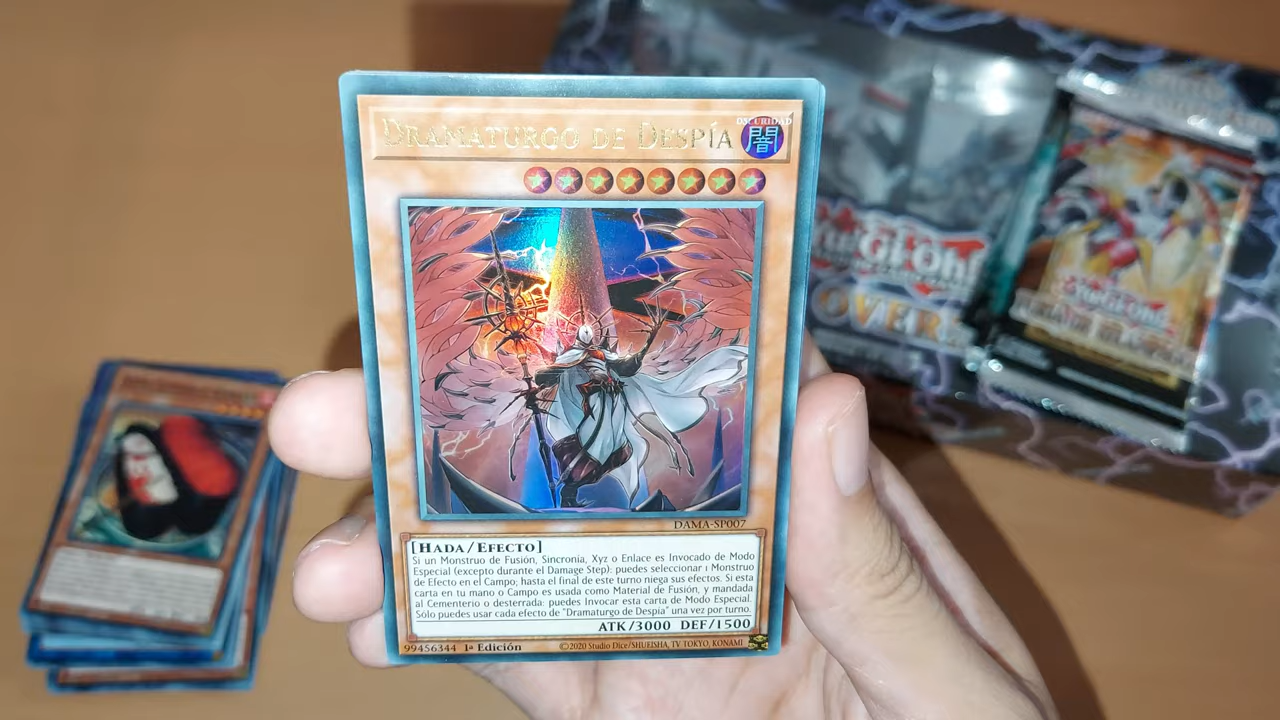 DRAMATURGO DE DESPÍA
OSCURIDAD
闇
DAMA-SP007
[HADA/EFECTO]
Si un Monstruo de Fusión, Sincronía, Xyz o Enlace es Invocado de Modo
Especial (excepto durante el Damage Step): puedes seleccionar 1 Monstruo
de Efecto en el Campo; hasta el final de este turno niega sus efectos. Si esta
carta en tu mano o Campo es usada como Material de Fusión, y mandada
al Cementerio o desterrada: puedes Invocar esta carta de Modo Especial.
Sólo puedes usar cada efecto de "Dramaturgo de Despia" una vez por turno.
ATK/3000 DEF/1500
99456344 1ª Edición
©2020 Studio Dice/SHUEISHA, TV TOKYO, KONAMI
Yu-Gi-Oh!
OVER
Yu-Gi-Oh!